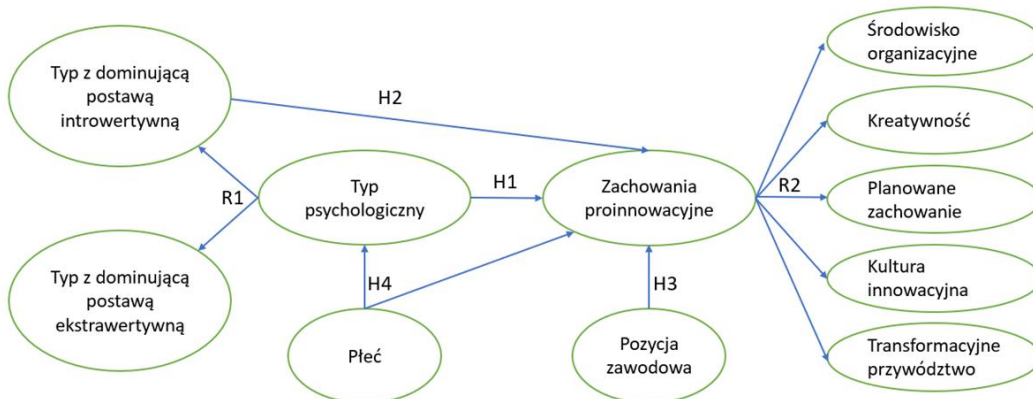 Typ z dominującą
postawą
introwertywną
H2
Środowisko
organizacyjne
Kreatywność
R1
Typ
psychologiczny
H1
Zachowania
proinnowacyjne
R2
Planowane
zachowanie
Typ z dominującą
postawą
ekstrawertywną
H4
H3
Kultura
innowacyjna
Płeć
Pozycja
zawodowa
Transformacyjne
przywództwo